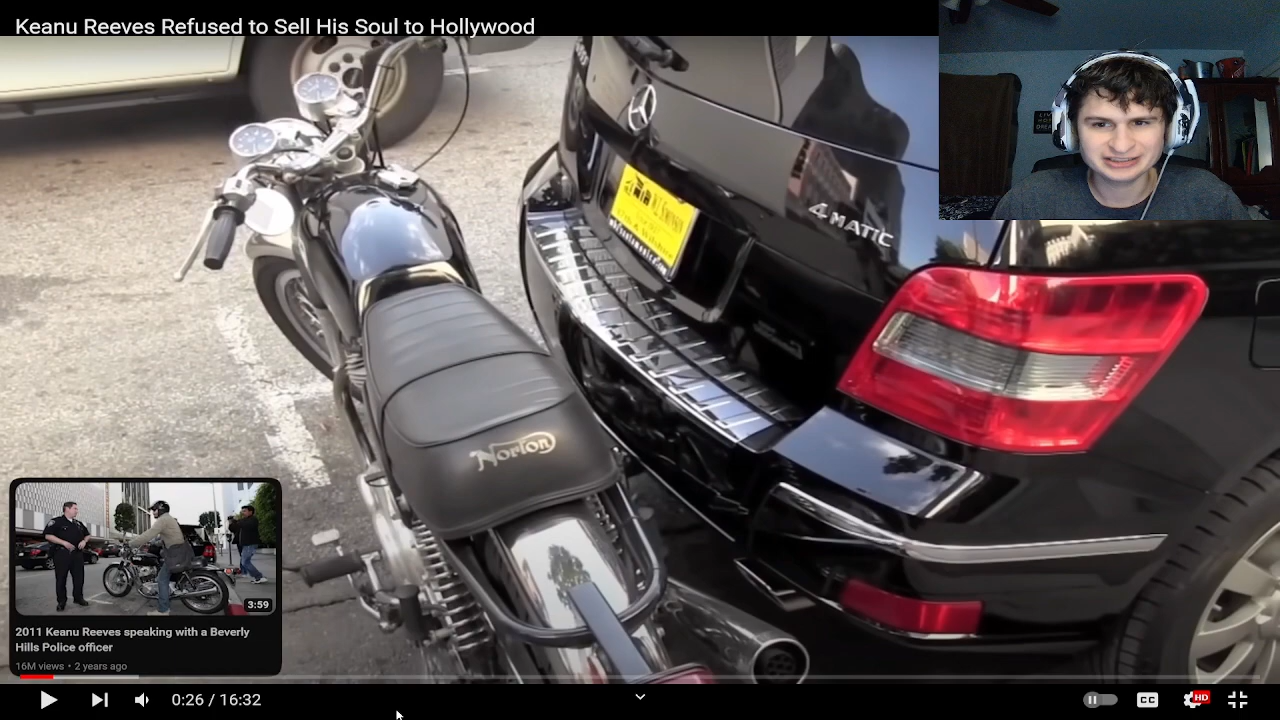 Keanu Reeves Refused to Sell His Soul to Hollywood
4MATIC
Norton
3:59
2011 Keanu Reeves speaking with a Beverly
Hills Police officer
16M views • 2 years ago
0:26 / 16:32
CC
HD